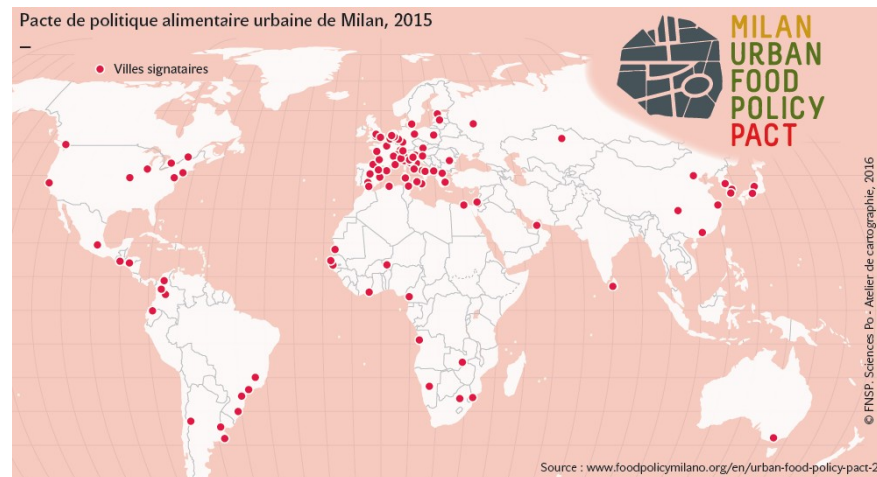 Pacte de politique alimentaire urbaine de Milan, 2015
Villes signataires
MILAN
URBAN
FOOD
POLICY
PACT
© FNSP. Sciences Po - Atelier de cartographie, 2016
Source : www.foodpolicymilano.org/en/urban-food-policy-pact-2